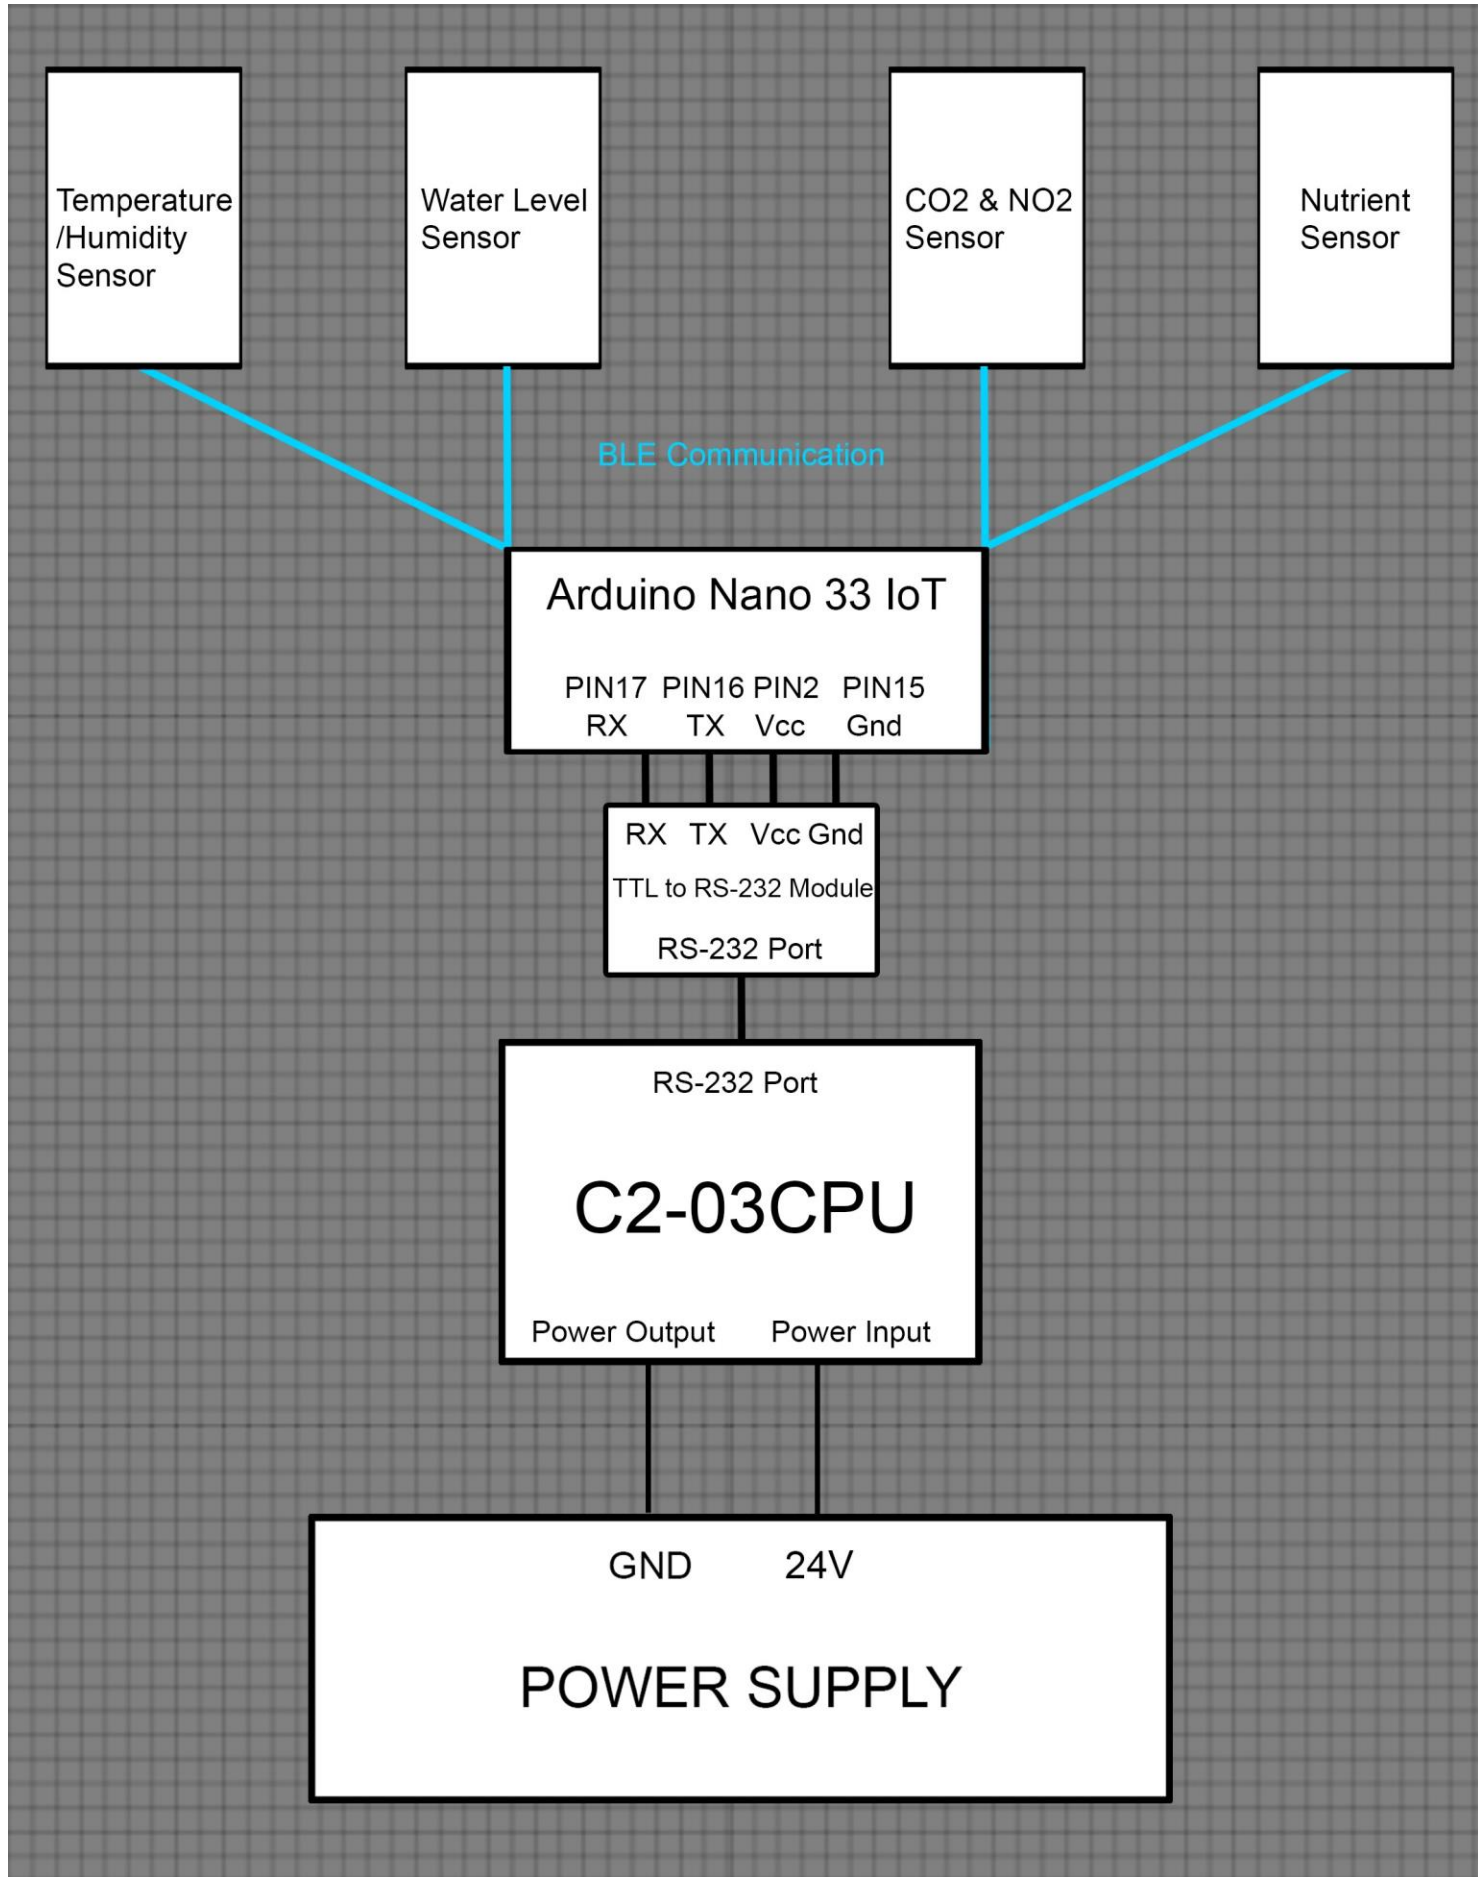 Temperature
/Humidity
Sensor
Water Level
Sensor
CO2 & NO2
Sensor
Nutrient
Sensor
BLE Communication
Arduino Nano 33 IoT
PIN17 PIN16 PIN2 PIN15
RX TX Vcc Gnd
RX TX Vcc Gnd
TTL to RS-232 Module
RS-232 Port
RS-232 Port
C2-03CPU
Power Output Power Input
GND 24V
POWER SUPPLY